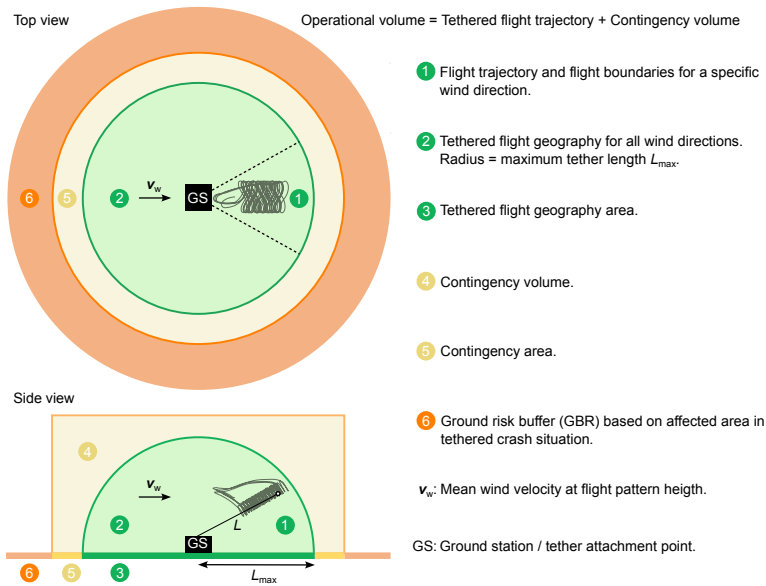 Top view
Operational volume = Tethered flight trajectory + Contingency volume
1 Flight trajectory and flight boundaries for a specific
wind direction.
2 Tethered flight geography for all wind directions.
Radius = maximum tether length Lmax.
3 Tethered flight geography area.
4 Contingency volume.
5 Contingency area.
6 Ground risk buffer (GBR) based on affected area in
tethered crash situation.
vw: Mean wind velocity at flight pattern heigth.
GS: Ground station / tether attachment point.
6 5 2 vw GS 1
Side view
4
vw
2 L 1
GS
6 5 3 Lmax